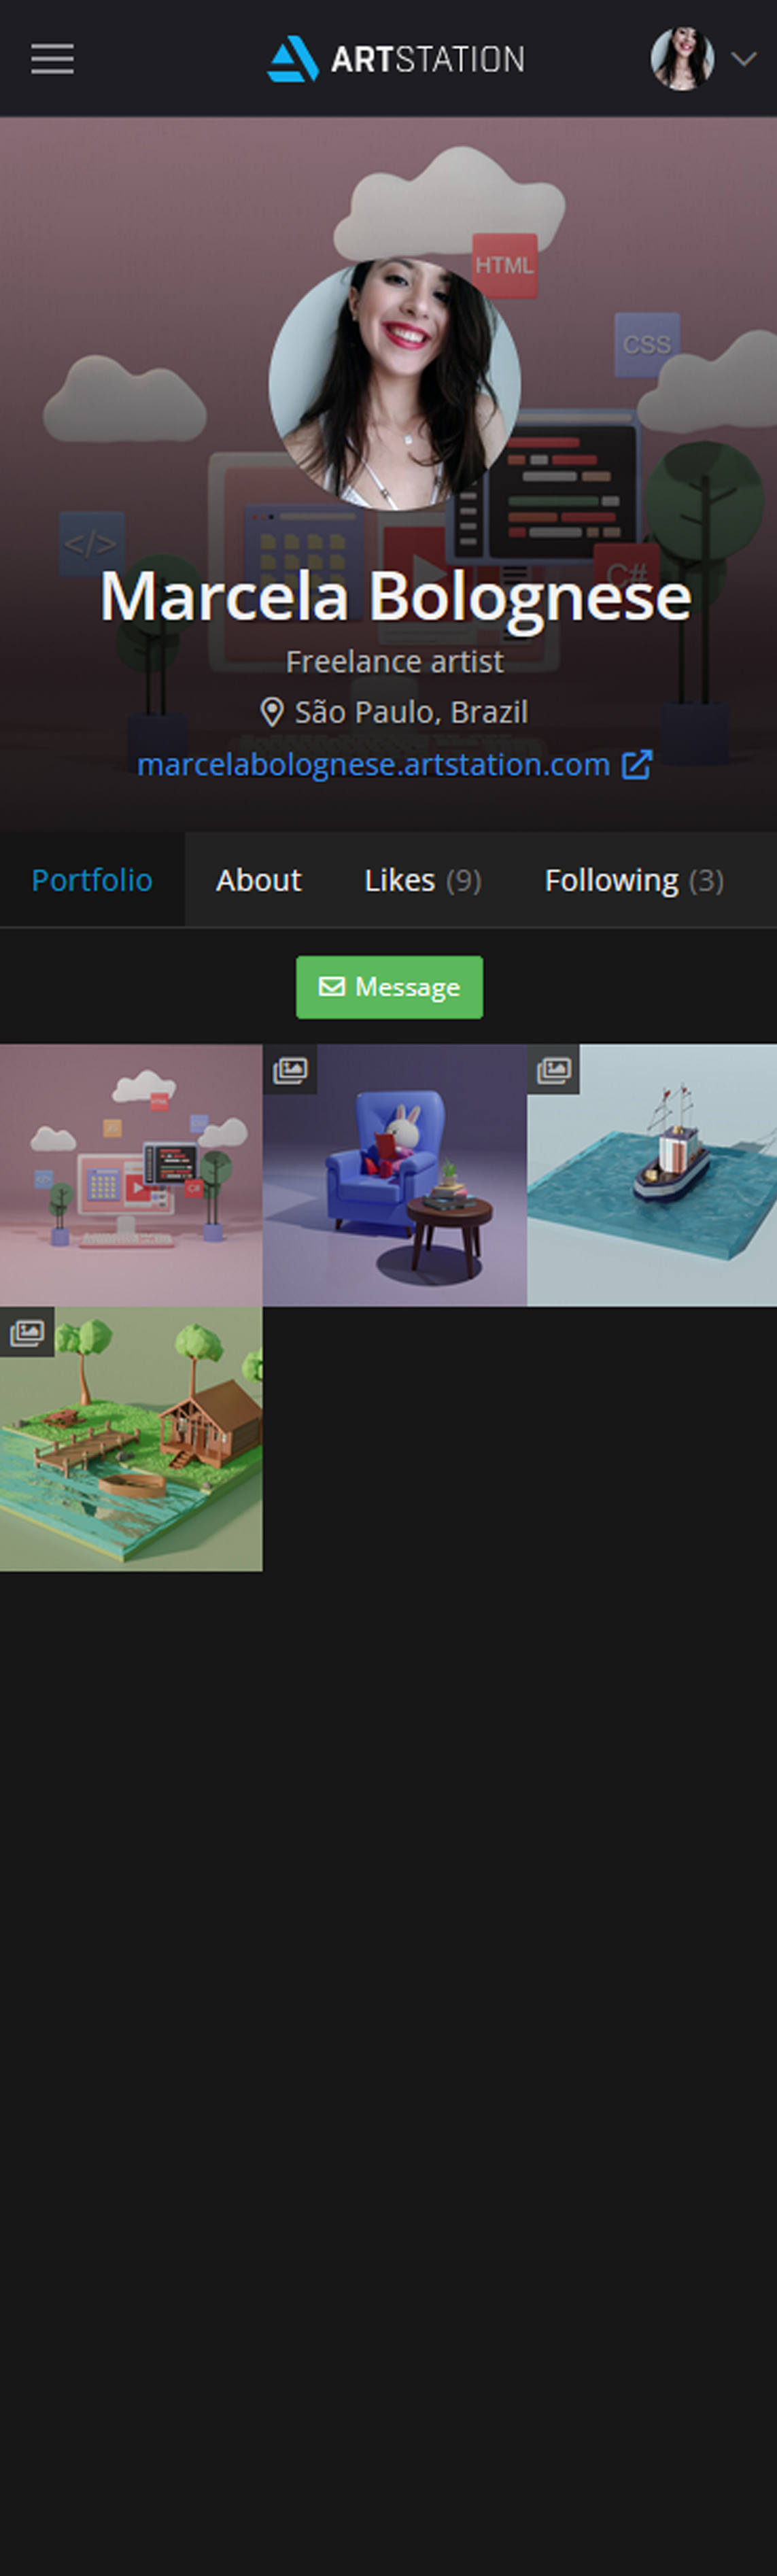 ARTSTATION
HTML
CSS
</>
C#
Marcela Bolognese
Freelance artist
São Paulo, Brazil
marcelabolognese.artstation.com
Portfolio About Likes (9) Following (3)
Message